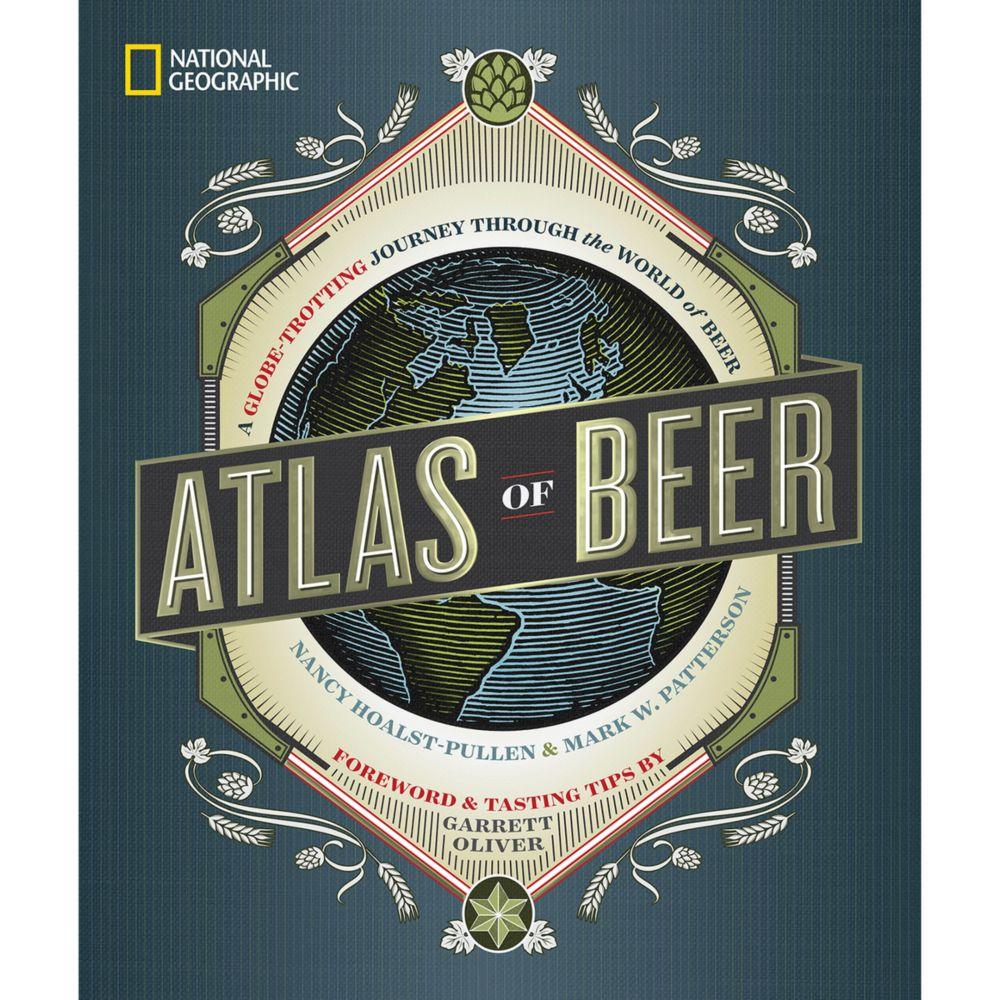 NATIONAL
GEOGRAPHIC
A GLOBE-TROTTING JOURNEY THROUGH the WORLD of BEER
ATLAS OF BEER
NANCY HOALST-PULLEN & MARK W. PATTERSON
FOREWORD & TASTING TIPS BY
GARRETT
OLIVER